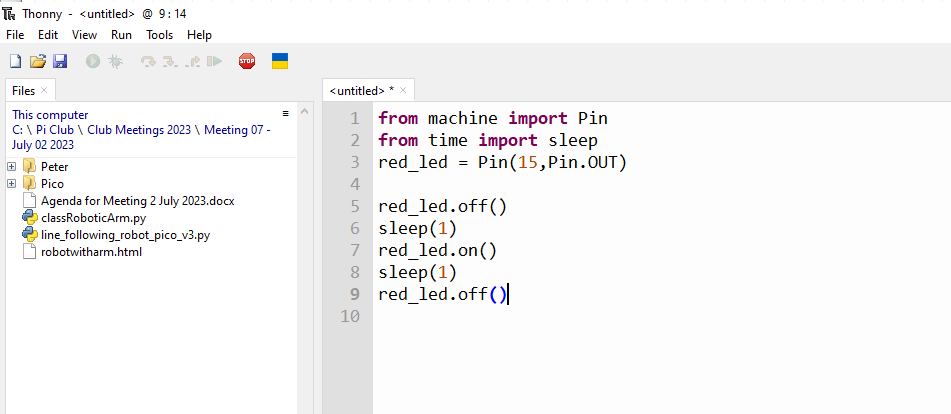 Thonny - <untitled> @ 9:14
File Edit View Run Tools Help
STOP
Files ×
This computer
C: \ Pi Club \ Club Meetings 2023 \ Meeting 07 -
July 02 2023
Peter
Pico
Agenda for Meeting 2 July 2023.docx
classRoboticArm.py
line_following_robot_pico_v3.py
robotwitharm.html
<untitled> * ×
1 from machine import Pin
2 from time import sleep
3 red_led = Pin(15,Pin.OUT)
4
5 red_led.off()
6 sleep(1)
7 red_led.on()
8 sleep(1)
9 red_led.off()
10